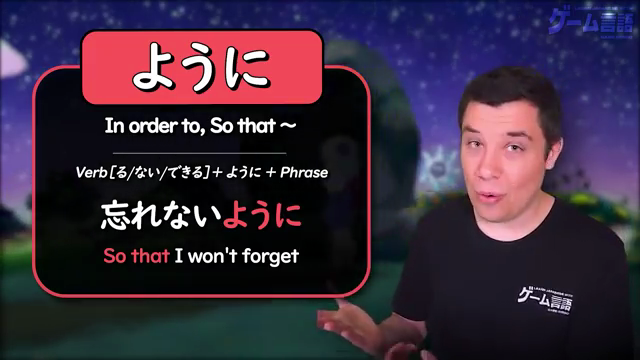 ゲーム言語
ように
In order to, So that ～
Verb [る/ない/できる] + ように + Phrase
忘れないように
So that I won't forget
ゲーム言語